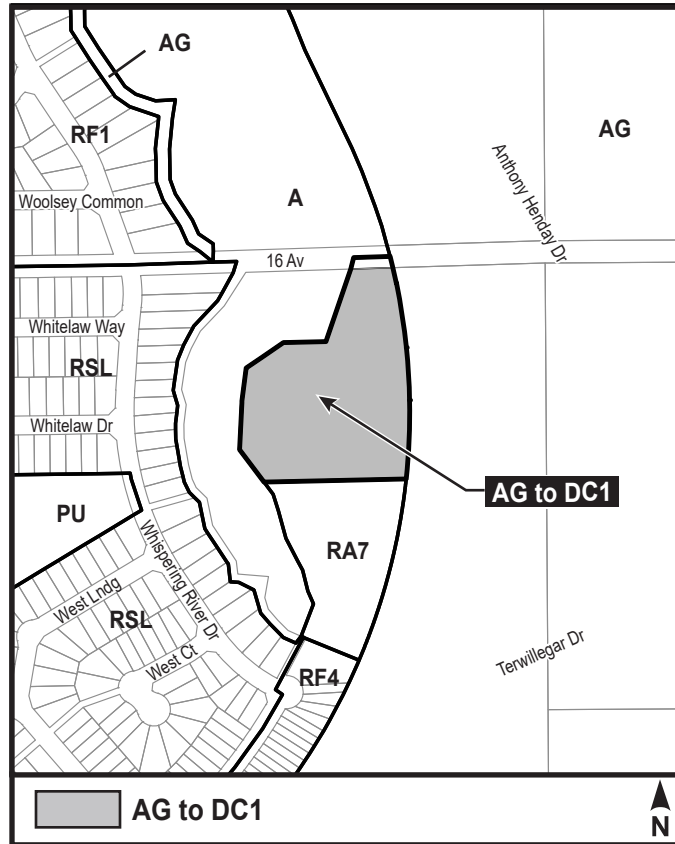 AG
RF1
AG
Anthony Henday Dr
Woolsey Common
A
16 Av
Whitelaw Way
RSL
Whitelaw Dr
AG to DC1
PU
RA7
Whispering River Dr
West Lndg
RSL
West Ct
Terwillegar Dr
RF4
AG to DC1
N